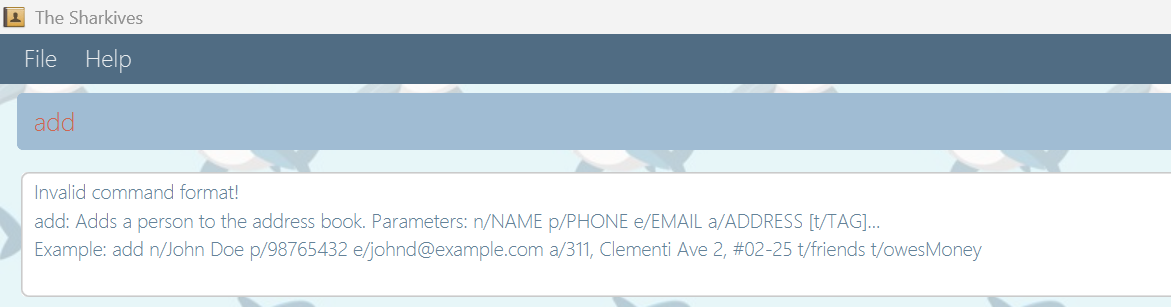 The Sharkives
File Help
add
Invalid command format!
add: Adds a person to the address book. Parameters: n/NAME p/PHONE e/EMAIL a/ADDRESS [t/TAG]...
Example: add n/John Doe p/98765432 e/johnd@example.com a/311, Clementi Ave 2, #02-25 t/friends t/owesMoney